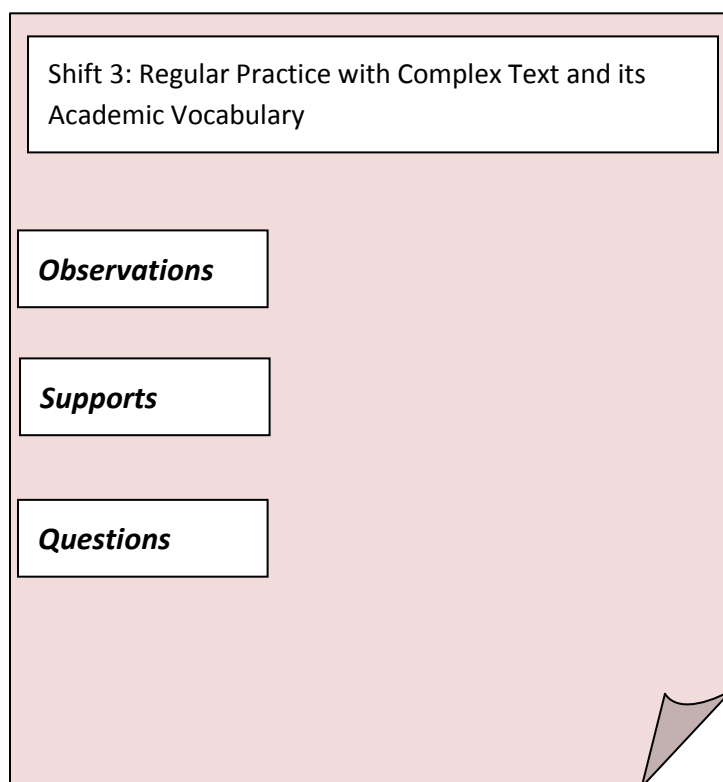 Shift 3: Regular Practice with Complex Text and its
Academic Vocabulary
Observations
Supports
Questions